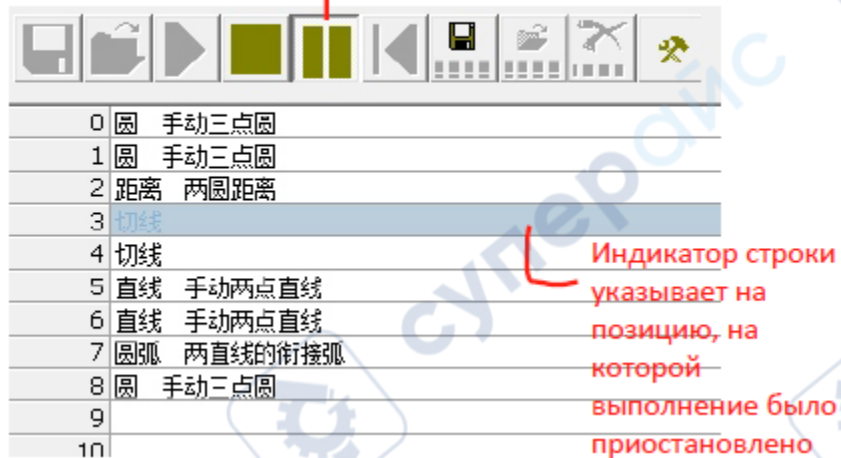 0 圆 手动三点圆
1 圆 手动三点圆
2 距离 两圆距离
3 切线
4 切线
5 直线 手动两点直线
6 直线 手动两点直线
7 圆弧 两直线的衔接弧
8 圆 手动三点圆
9
10
Индикатор строки
указывает на
позицию, на
которой
выполнение было
приостановлено
суперайс